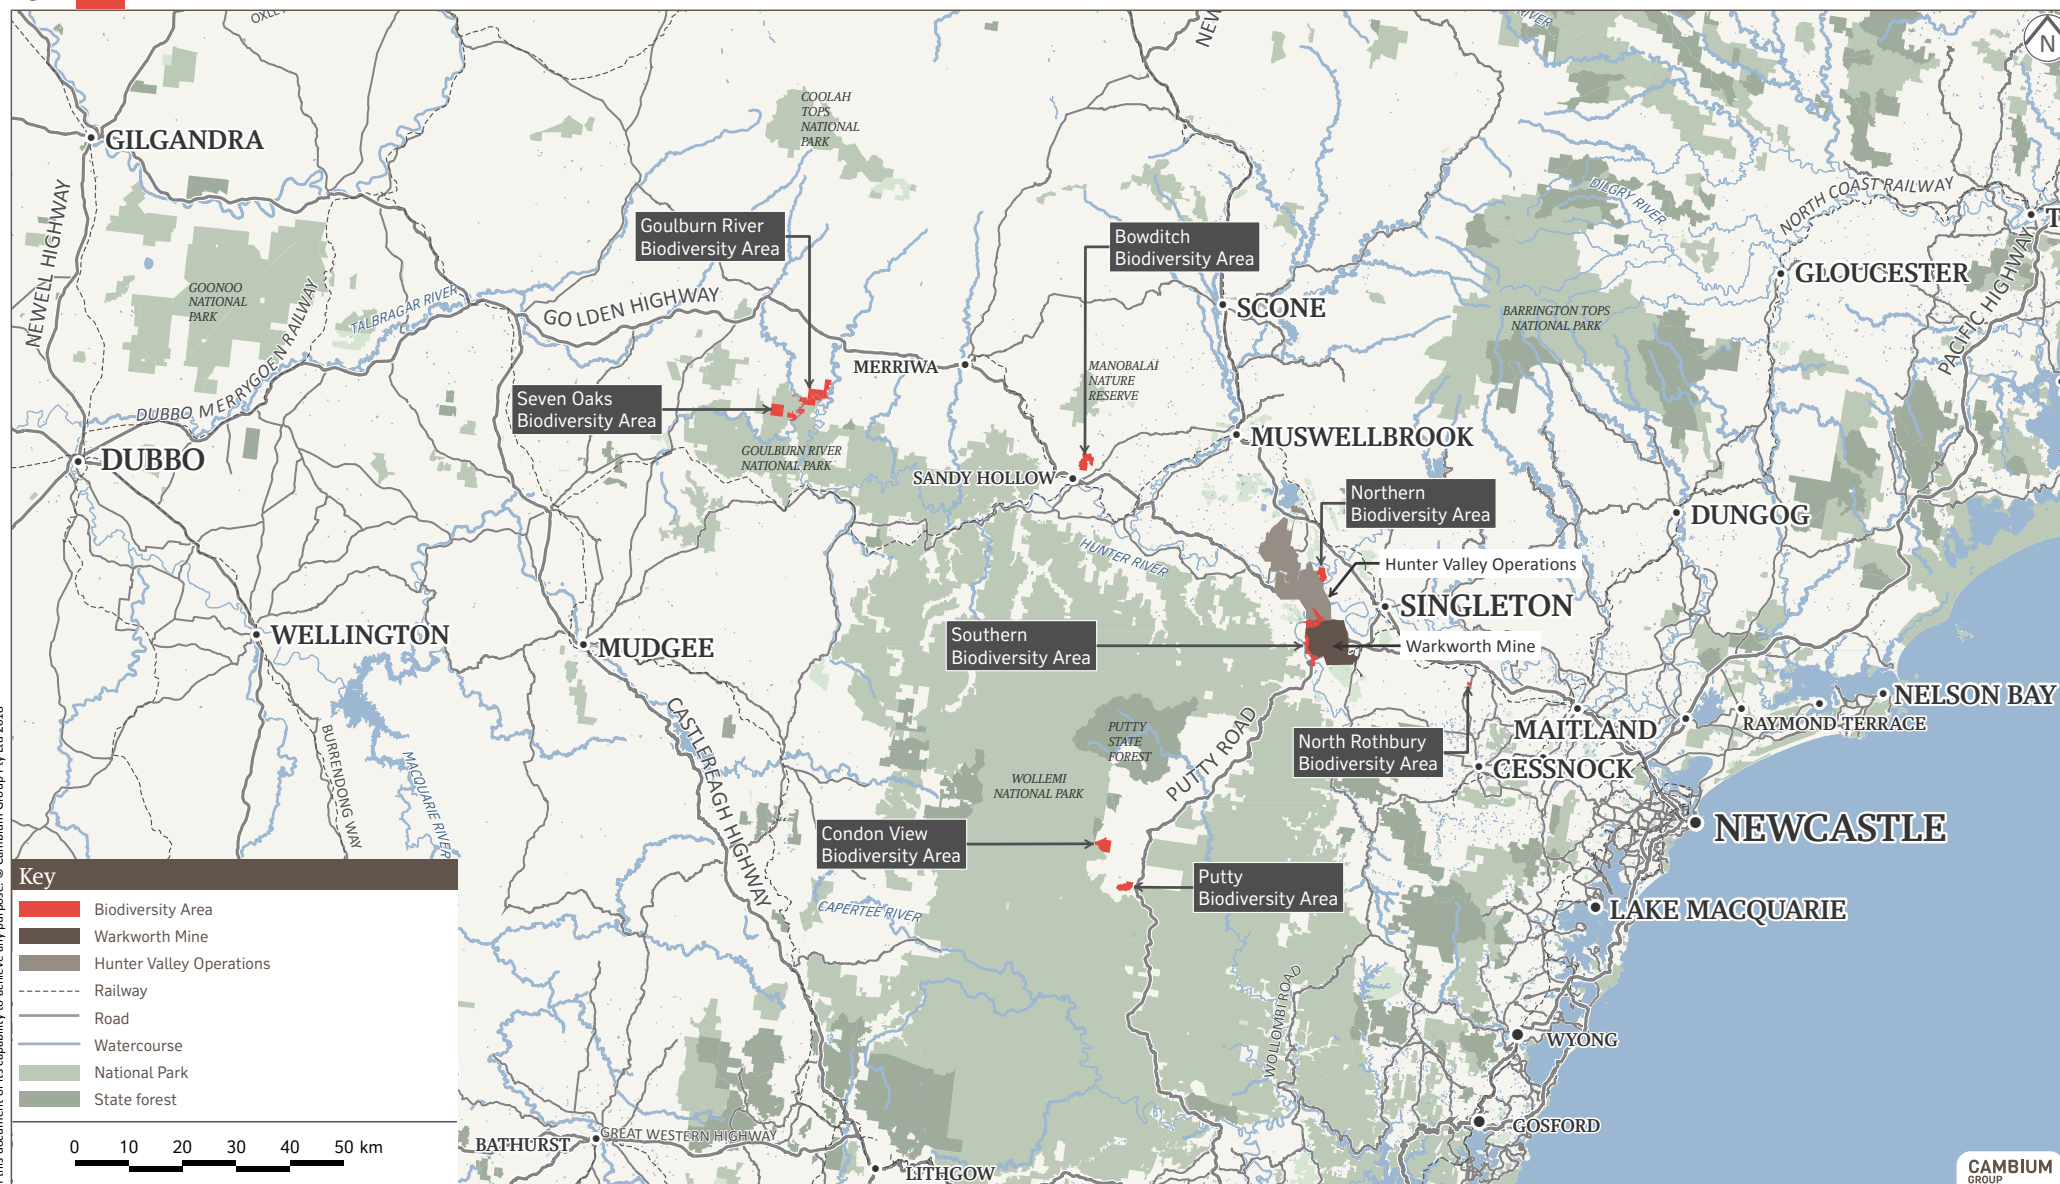 N
OXLEY
NEW
RIVER
COOLAH
TOPS
NATIONAL
PARK
GILGANDRA
NEWELL HIGHWAY
DILGRY RIVER
NORTH COAST RAILWAY
T
Goulburn River
Biodiversity Area
Bowditch
Biodiversity Area
GLOUCESTER
PACIFIC HIGHWAY
GOONOO
NATIONAL
PARK
TALBRAGAR RIVER
GOLDEN HIGHWAY
SCONE
BARRINGTON TOPS
NATIONAL PARK
MERRIWA
MANOBALAI
NATURE
RESERVE
Seven Oaks
Biodiversity Area
DUBBO MERRYGOEN RAILWAY
MUSWELLBROOK
DUBBO
GOULBURN RIVER
NATIONAL PARK
SANDY HOLLOW
Northern
Biodiversity Area
DUNGOG
HUNTER RIVER
Hunter Valley Operations
SINGLETON
WELLINGTON
MUDGEE
Southern
Biodiversity Area
Warkworth Mine
NELSON BAY
RAYMOND TERRACE
MAITLAND
CASTLEREAGH HIGHWAY
BURRENDONG WAY
MACQUARIE RIVER
PUTTY
STATE
FOREST
PUTTY ROAD
North Rothbury
Biodiversity Area
CESSNOCK
WOLLEMI
NATIONAL PARK
NEWCASTLE
Condon View
Biodiversity Area
Putty
Biodiversity Area
CAPERTEE RIVER
LAKE MACQUARIE
WOLLOMBI ROAD
WYONG
GOSFORD
BATHURST
GREAT WESTERN HIGHWAY
LITHGOW
Key
Biodiversity Area
Warkworth Mine
Hunter Valley Operations
Railway
Road
Watercourse
National Park
State forest
0 10 20 30 40 50 km
CAMBIUM
GROUP